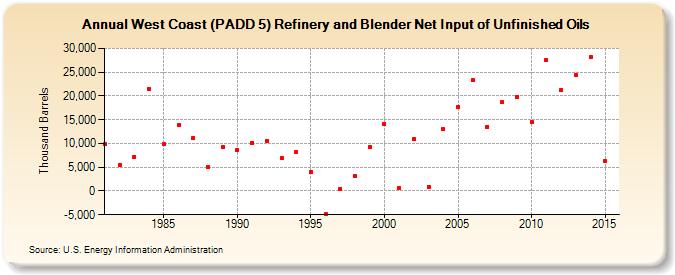 Annual West Coast (PADD 5) Refinery and Blender Net Input of Unfinished Oils
Thousand Barrels
30,000
25,000
20,000
15,000
10,000
5,000
0
-5,000
1985 1990 1995 2000 2005 2010 2015
Source: U.S. Energy Information Administration